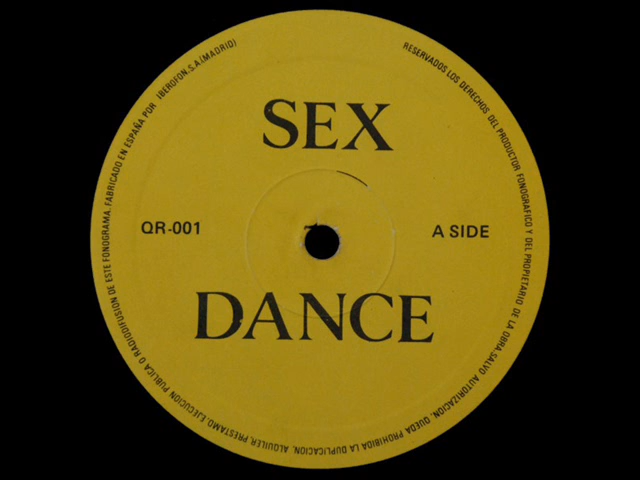 SEX
QR-001
A SIDE
DANCE
RESERVADOS LOS DERECHOS DEL PRODUCTOR FONOGRAFICO Y DEL PROPIETARIO DE LA OBRA.SALVO AUTORIZACION, QUEDA PROHIBIDA LA DUPLICACION, ALQUILER, PRESTAMO, EJECUCION PUBLICA O RADIODIFUSION DE ESTE FONOGRAMA. FABRICADO EN ESPAÑA POR IBEROFON,S.A.(MADRID)